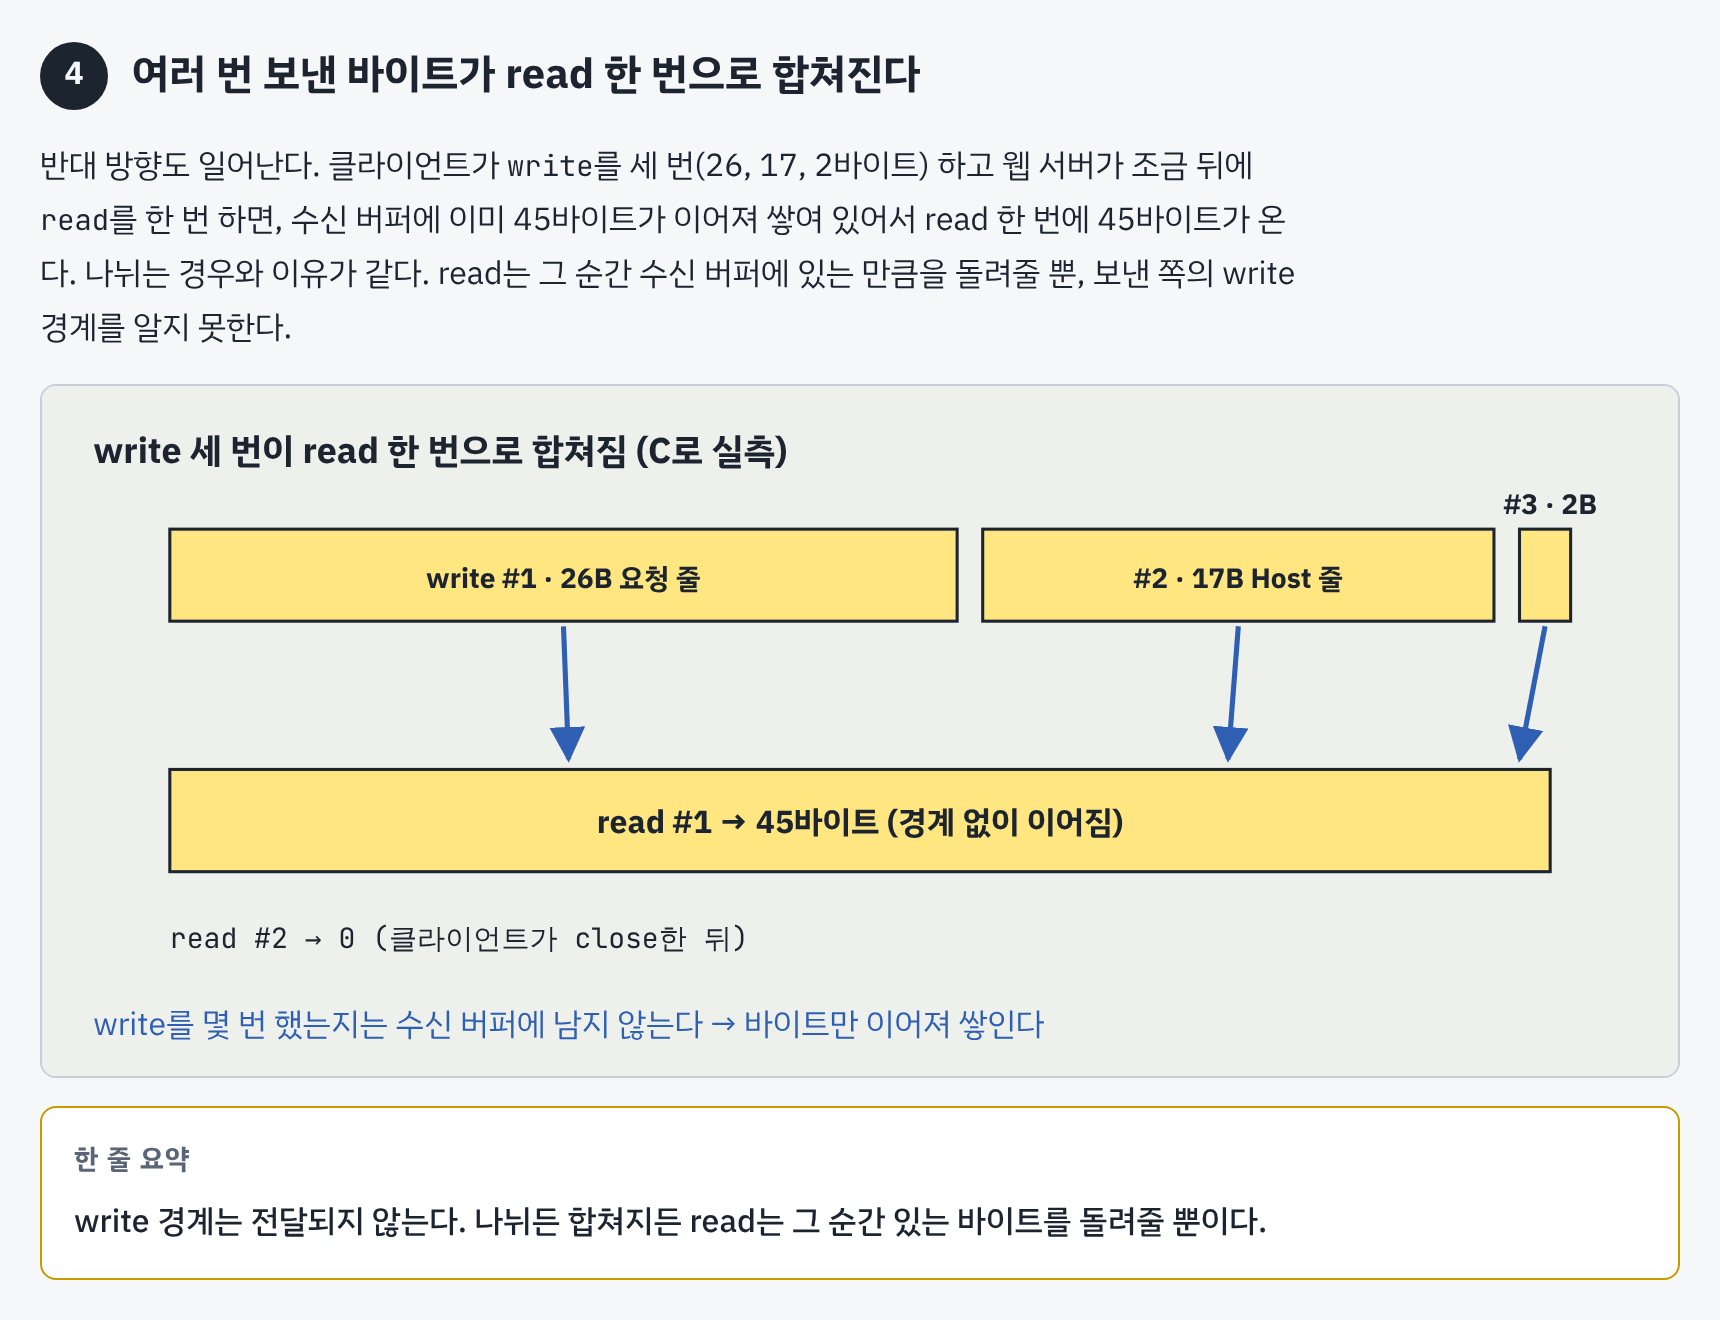 4 여러 번 보낸 바이트가 read 한 번으로 합쳐진다
반대 방향도 일어난다. 클라이언트가 write를 세 번(26, 17, 2바이트) 하고 웹 서버가 조금 뒤에
read를 한 번 하면, 수신 버퍼에 이미 45바이트가 이어져 쌓여 있어서 read 한 번에 45바이트가 온
다. 나뉘는 경우와 이유가 같다. read는 그 순간 수신 버퍼에 있는 만큼을 돌려줄 뿐, 보낸 쪽의 write
경계를 알지 못한다.
write 세 번이 read 한 번으로 합쳐짐 (C로 실측)
#3 · 2B
write #1 · 26B 요청 줄
#2 · 17B Host 줄
read #1 → 45바이트 (경계 없이 이어짐)
read #2 → 0 (클라이언트가 close한 뒤)
write를 몇 번 했는지는 수신 버퍼에 남지 않는다 → 바이트만 이어져 쌓인다
한 줄 요약
write 경계는 전달되지 않는다. 나뉘든 합쳐지든 read는 그 순간 있는 바이트를 돌려줄 뿐이다.